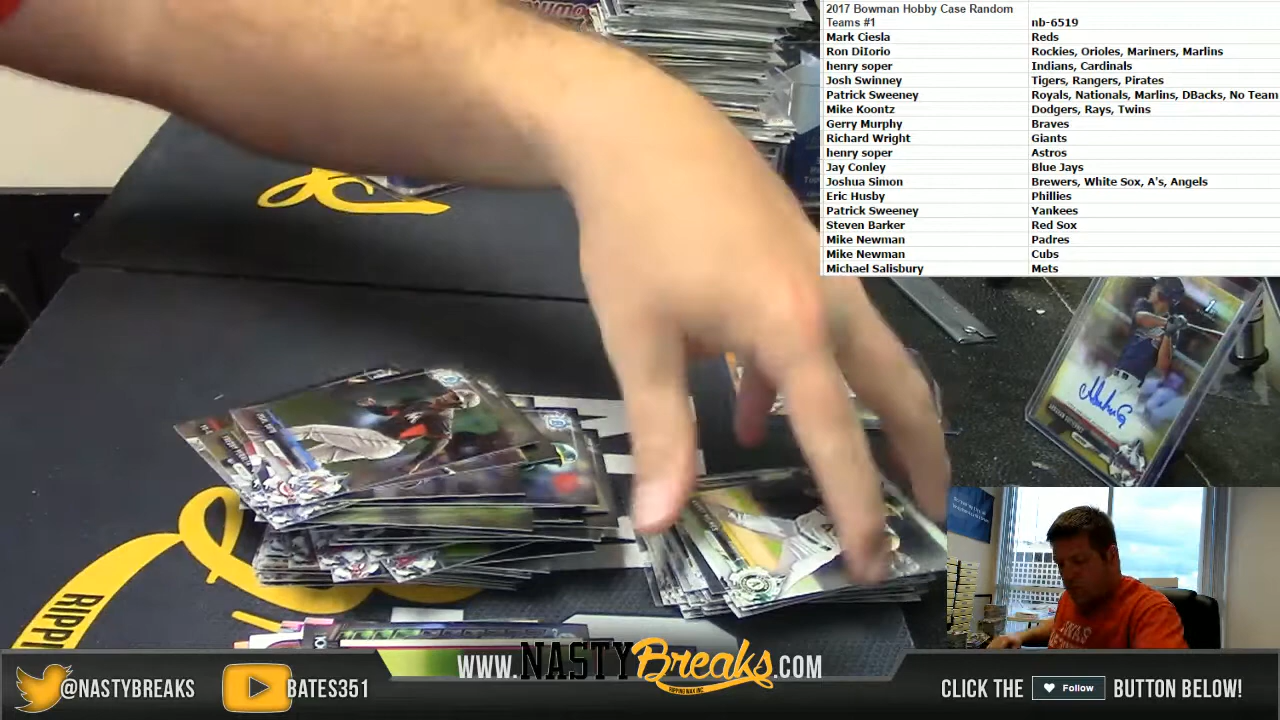 2017 Bowman Hobby Case Random
Teams #1 nb-6519
Mark Ciesla Reds
Ron DiIorio Rockies, Orioles, Mariners, Marlins
henry soper Indians, Cardinals
Josh Swinney Tigers, Rangers, Pirates
Patrick Sweeney Royals, Nationals, Marlins, DBacks, No Team
Mike Koontz Dodgers, Rays, Twins
Gerry Murphy Braves
Richard Wright Giants
henry soper Astros
Jay Conley Blue Jays
Joshua Simon Brewers, White Sox, A's, Angels
Eric Husby Phillies
Patrick Sweeney Yankees
Steven Barker Red Sox
Mike Newman Padres
Mike Newman Cubs
Michael Salisbury Mets
RIPPI
@NASTYBREAKS
BATES351
WWW.NASTYBreaks.COM
RIPPING WAX INC
CLICK THE Follow BUTTON BELOW!